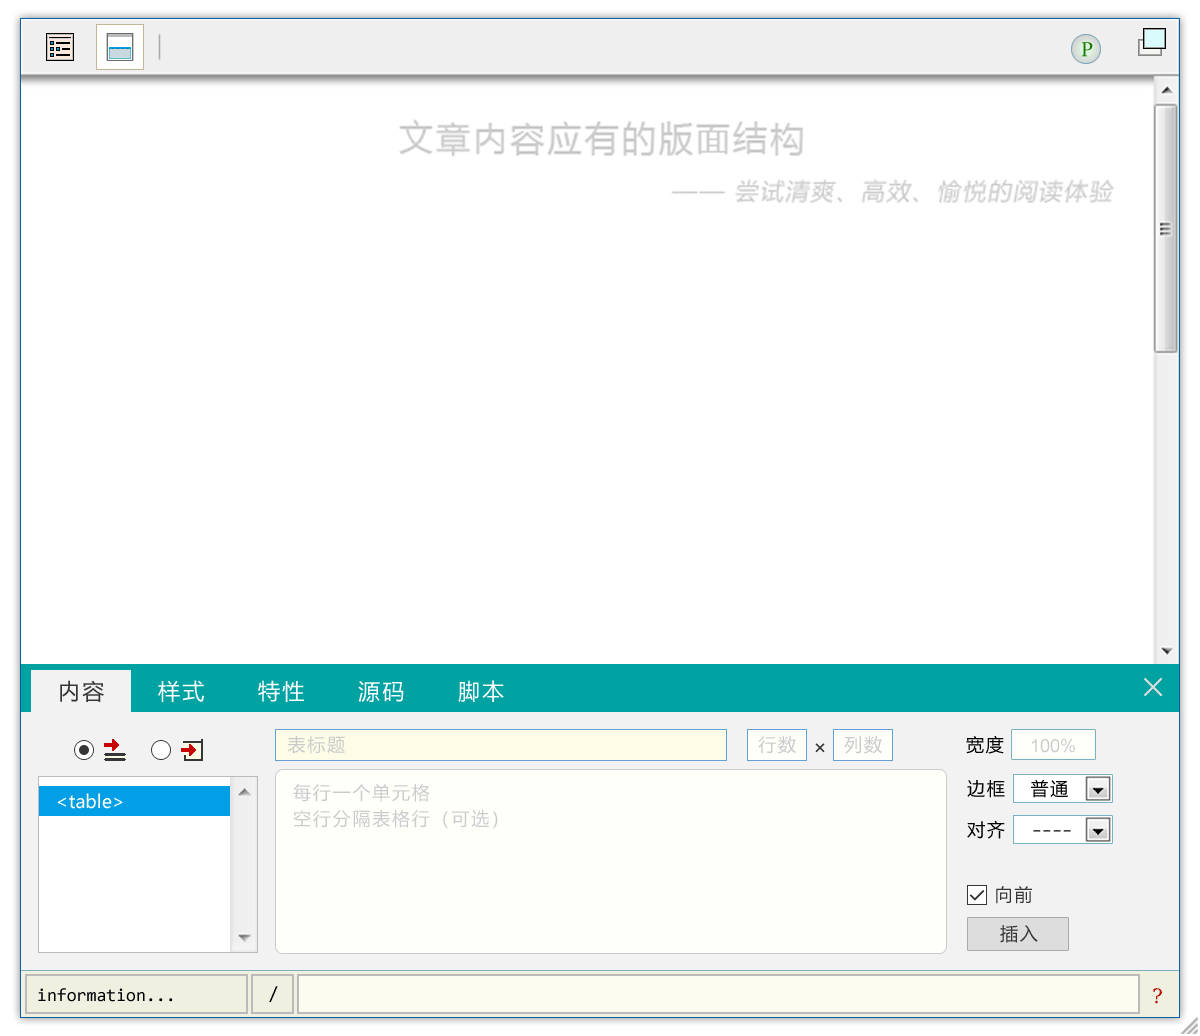 P
文章内容应有的版面结构
—— 尝试清爽、高效、愉悦的阅读体验
内容 样式 特性 源码 脚本
表标题 行数 × 列数 宽度 100%
<table>
每行一个单元格
空行分隔表格行（可选）
边框 普通
对齐 ----
向前
插入
information... / ?